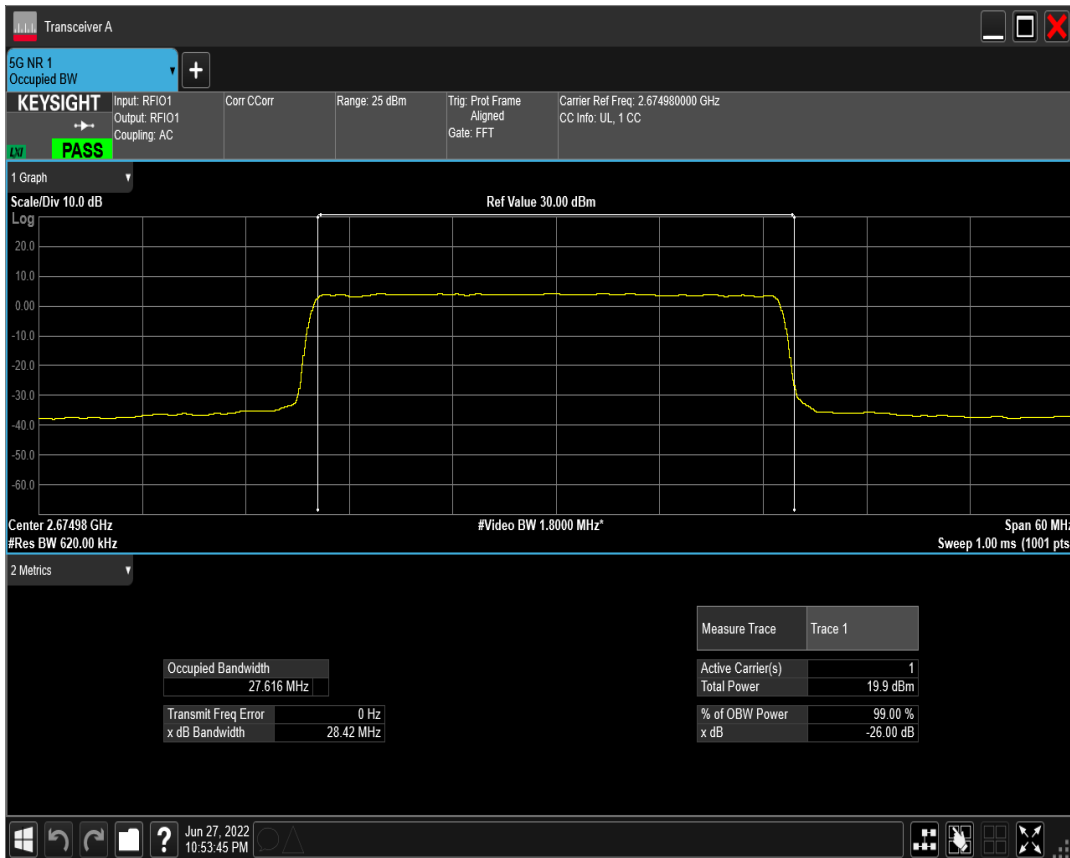 Transceiver A
5G NR 1
Occupied BW
+
KEYSIGHT
LXI
PASS
Input: RFIO1
Output: RFIO1
Coupling: AC
Corr CCorr
Range: 25 dBm
Trig: Prot Frame
Aligned
Gate: FFT
Carrier Ref Freq: 2.674980000 GHz
CC Info: UL, 1 CC
1 Graph
Scale/Div 10.0 dB
Ref Value 30.00 dBm
Log
20.0
10.0
0.00
-10.0
-20.0
-30.0
-40.0
-50.0
-60.0
Center 2.67498 GHz
#Video BW 1.8000 MHz*
Span 60 MHz
#Res BW 620.00 kHz
Sweep 1.00 ms (1001 pts
2 Metrics
Measure Trace Trace 1
Occupied Bandwidth
27.616 MHz
Active Carrier(s) 1
Total Power 19.9 dBm
Transmit Freq Error 0 Hz
x dB Bandwidth 28.42 MHz
% of OBW Power 99.00 %
x dB -26.00 dB
?
Jun 27, 2022
10:53:45 PM